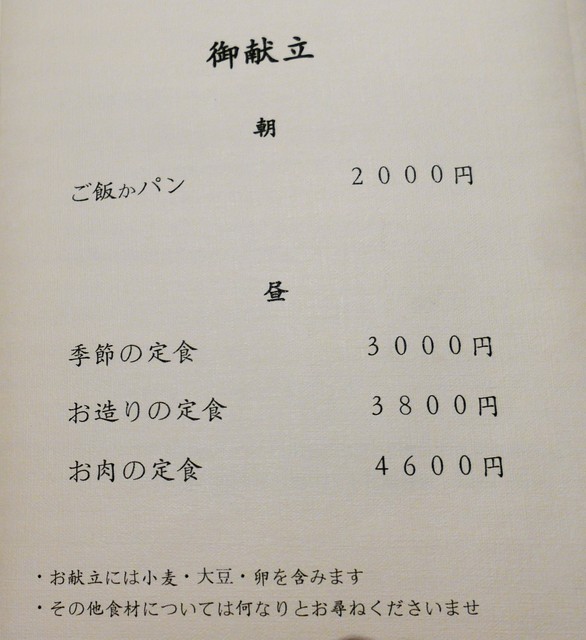 御献立
朝
ご飯かパン ２０００円
昼
季節の定食 ３０００円
お造りの定食 ３８００円
お肉の定食 ４６００円
・お献立には小麦・大豆・卵を含みます
・その他食材については何なりとお尋ねくださいませ